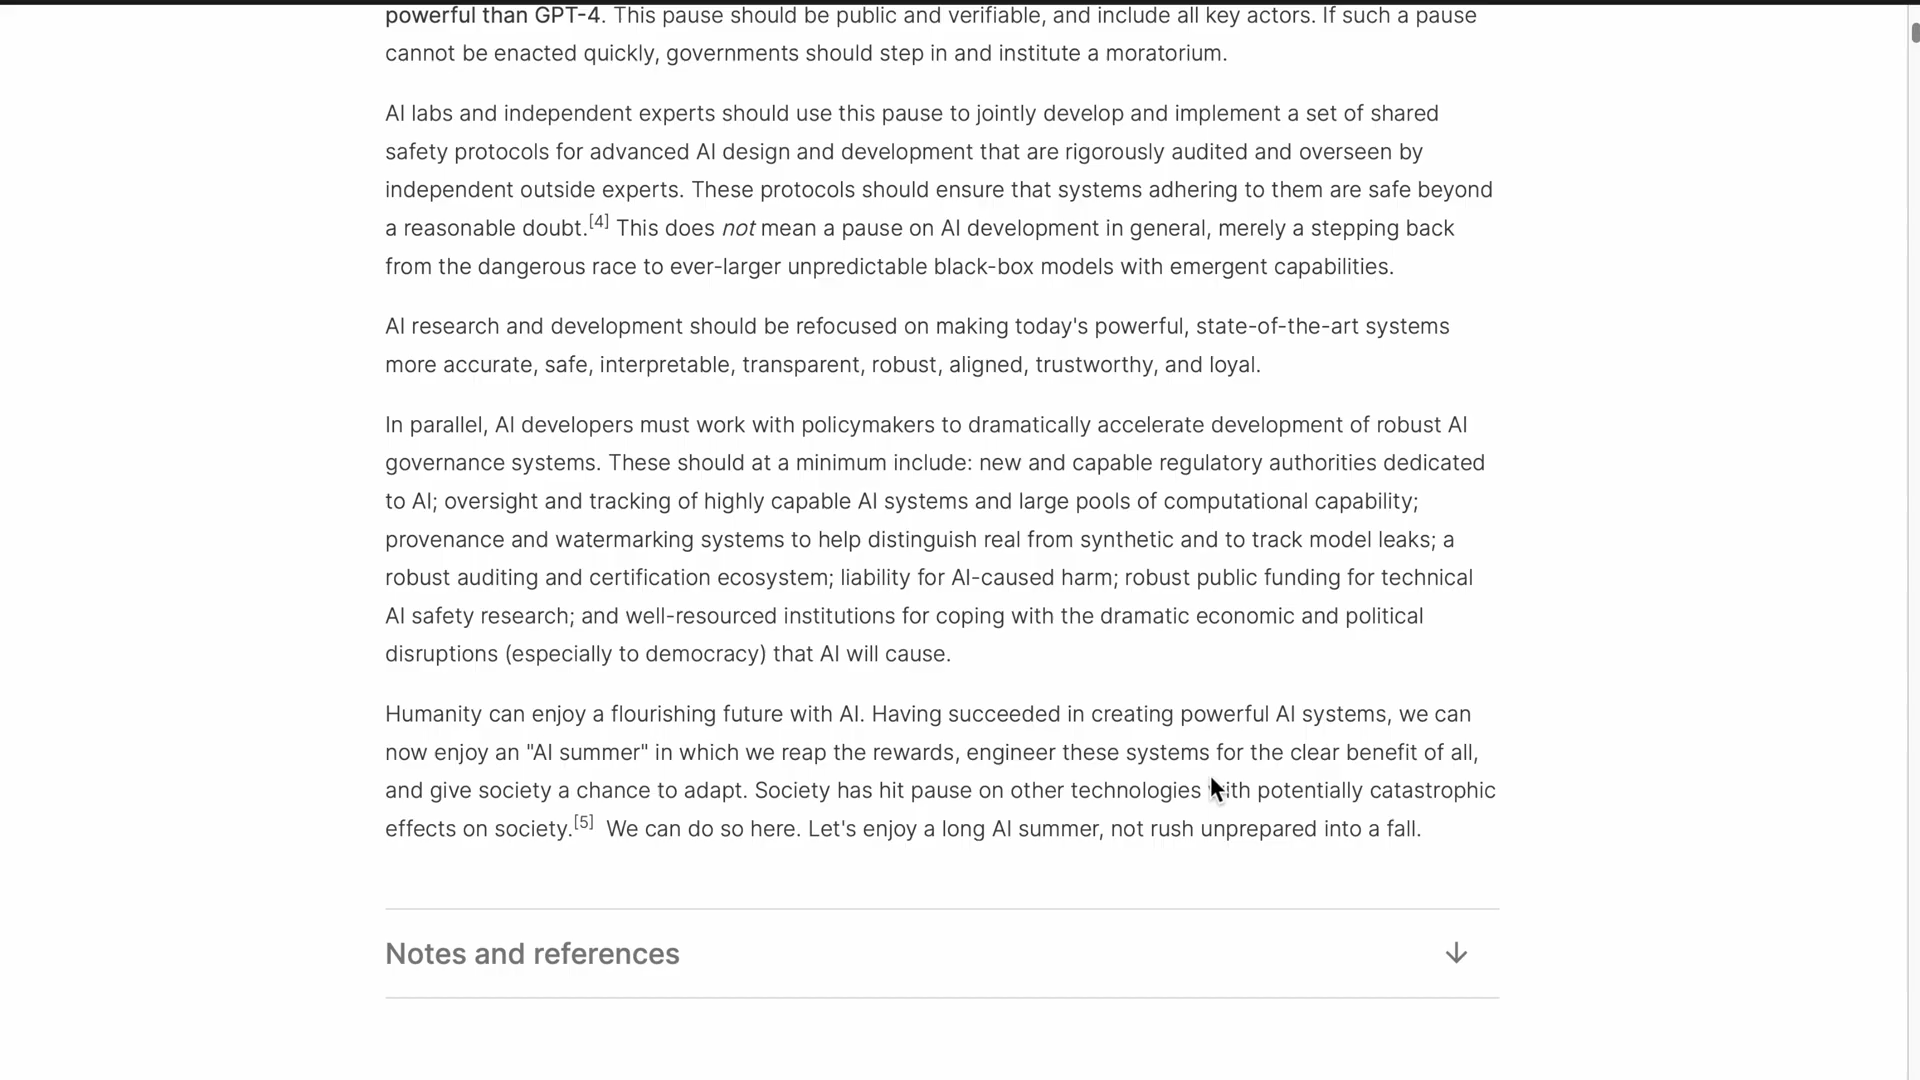 powerful than GPT-4. This pause should be public and verifiable, and include all key actors. If such a pause
cannot be enacted quickly, governments should step in and institute a moratorium.
AI labs and independent experts should use this pause to jointly develop and implement a set of shared
safety protocols for advanced AI design and development that are rigorously audited and overseen by
independent outside experts. These protocols should ensure that systems adhering to them are safe beyond
a reasonable doubt.[4] This does not mean a pause on AI development in general, merely a stepping back
from the dangerous race to ever-larger unpredictable black-box models with emergent capabilities.
AI research and development should be refocused on making today's powerful, state-of-the-art systems
more accurate, safe, interpretable, transparent, robust, aligned, trustworthy, and loyal.
In parallel, AI developers must work with policymakers to dramatically accelerate development of robust AI
governance systems. These should at a minimum include: new and capable regulatory authorities dedicated
to AI; oversight and tracking of highly capable AI systems and large pools of computational capability;
provenance and watermarking systems to help distinguish real from synthetic and to track model leaks; a
robust auditing and certification ecosystem; liability for AI-caused harm; robust public funding for technical
AI safety research; and well-resourced institutions for coping with the dramatic economic and political
disruptions (especially to democracy) that AI will cause.
Humanity can enjoy a flourishing future with AI. Having succeeded in creating powerful AI systems, we can
now enjoy an "AI summer" in which we reap the rewards, engineer these systems for the clear benefit of all,
and give society a chance to adapt. Society has hit pause on other technologies with potentially catastrophic
effects on society.[5] We can do so here. Let's enjoy a long AI summer, not rush unprepared into a fall.
Notes and references